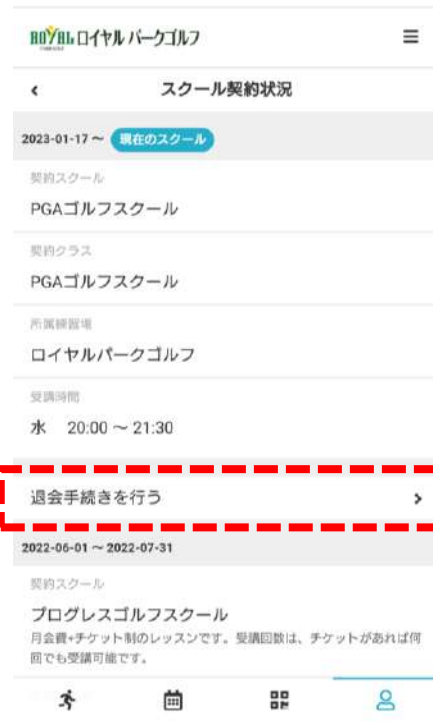 ROYAL ロイヤル パークゴルフ
スクール契約状況
2023-01-17 ~ 現在のスクール
契約スクール
PGAゴルフスクール
契約クラス
PGAゴルフスクール
所属練習場
ロイヤルパークゴルフ
受講時間
水 20:00 ~ 21:30
退会手続きを行う
2022-06-01 ~ 2022-07-31
契約スクール
プログレスゴルフスクール
月会費+チケット制のレッスンです。受講回数は、チケットがあれば何
回でも受講可能です。